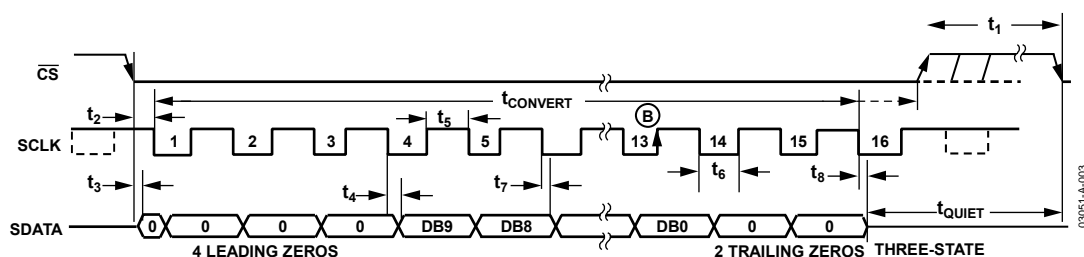 t1
CS
tCONVERT
B
t2
t5
SCLK
1 2 3 4 5 13 14 15 16
t3
t4
t7
t6
t8
tQUIET
SDATA
0 0 0 0 DB9 DB8 DB0 0 0
4 LEADING ZEROS 2 TRAILING ZEROS THREE-STATE
03051-A-003